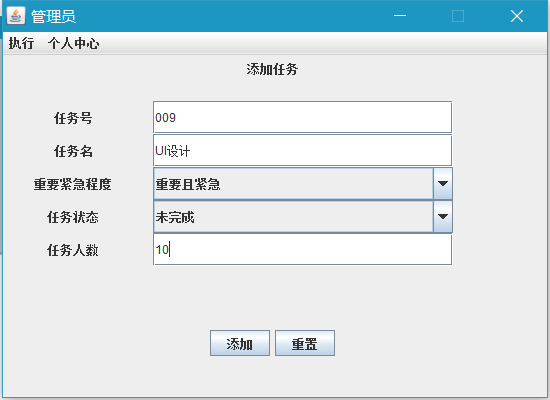 管理员
执行 个人中心
添加任务
任务号 009
任务名 UI设计
重要紧急程度 重要且紧急
任务状态 未完成
任务人数 10
添加 重置